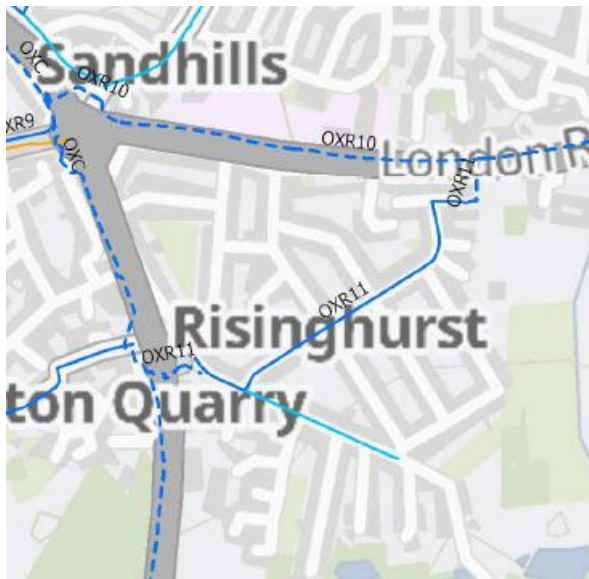 OXC
Sandhills
OXR10
XR9
OXC
OXR10
London R
OXR11
OXR11
Risinghurst
OXR11
ton Quarry